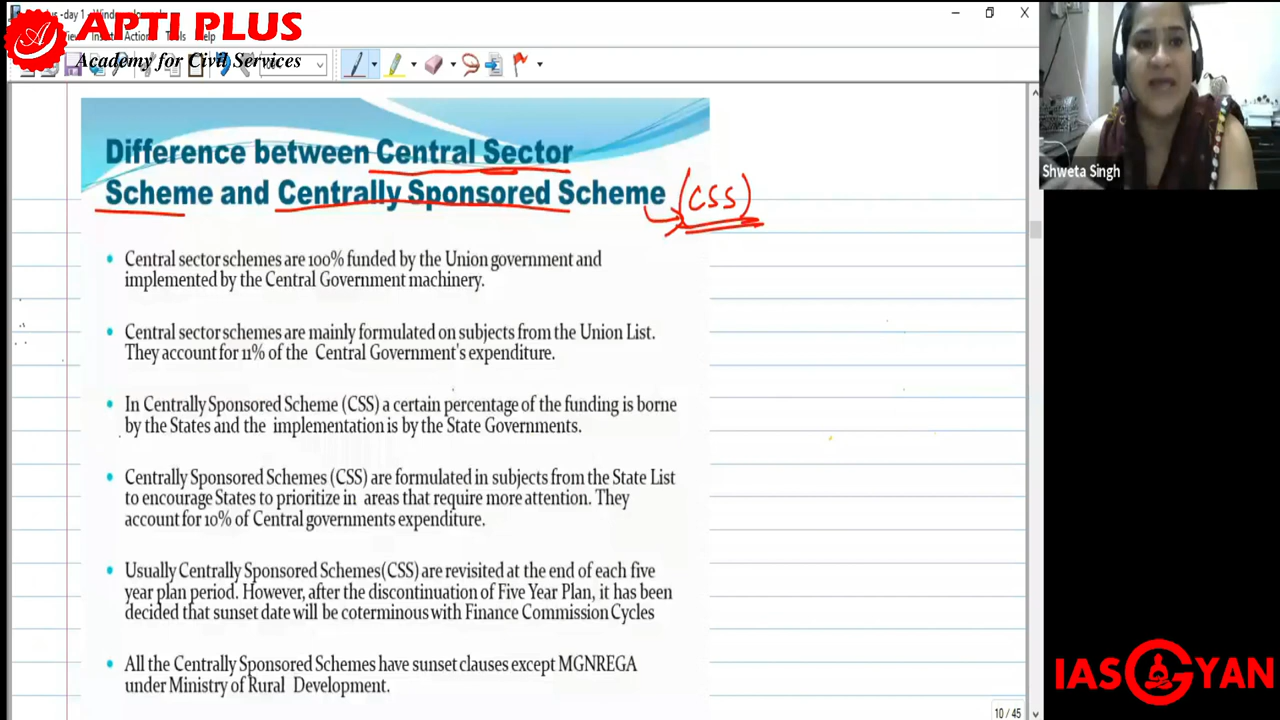 APTI PLUS
Academy for Civil Services
Shweta Singh
Difference between Central Sector
Scheme and Centrally Sponsored Scheme (CSS)
• Central sector schemes are 100% funded by the Union government and
implemented by the Central Government machinery.
• Central sector schemes are mainly formulated on subjects from the Union List.
They account for 11% of the Central Government's expenditure.
• In Centrally Sponsored Scheme (CSS) a certain percentage of the funding is borne
by the States and the implementation is by the State Governments.
• Centrally Sponsored Schemes (CSS) are formulated in subjects from the State List
to encourage States to prioritize in areas that require more attention. They
account for 10% of Central governments expenditure.
• Usually Centrally Sponsored Schemes(CSS) are revisited at the end of each five
year plan period. However, after the discontinuation of Five Year Plan, it has been
decided that sunset date will be coterminous with Finance Commission Cycles
• All the Centrally Sponsored Schemes have sunset clauses except MGNREGA
under Ministry of Rural Development.
IASGYAN
10 / 45